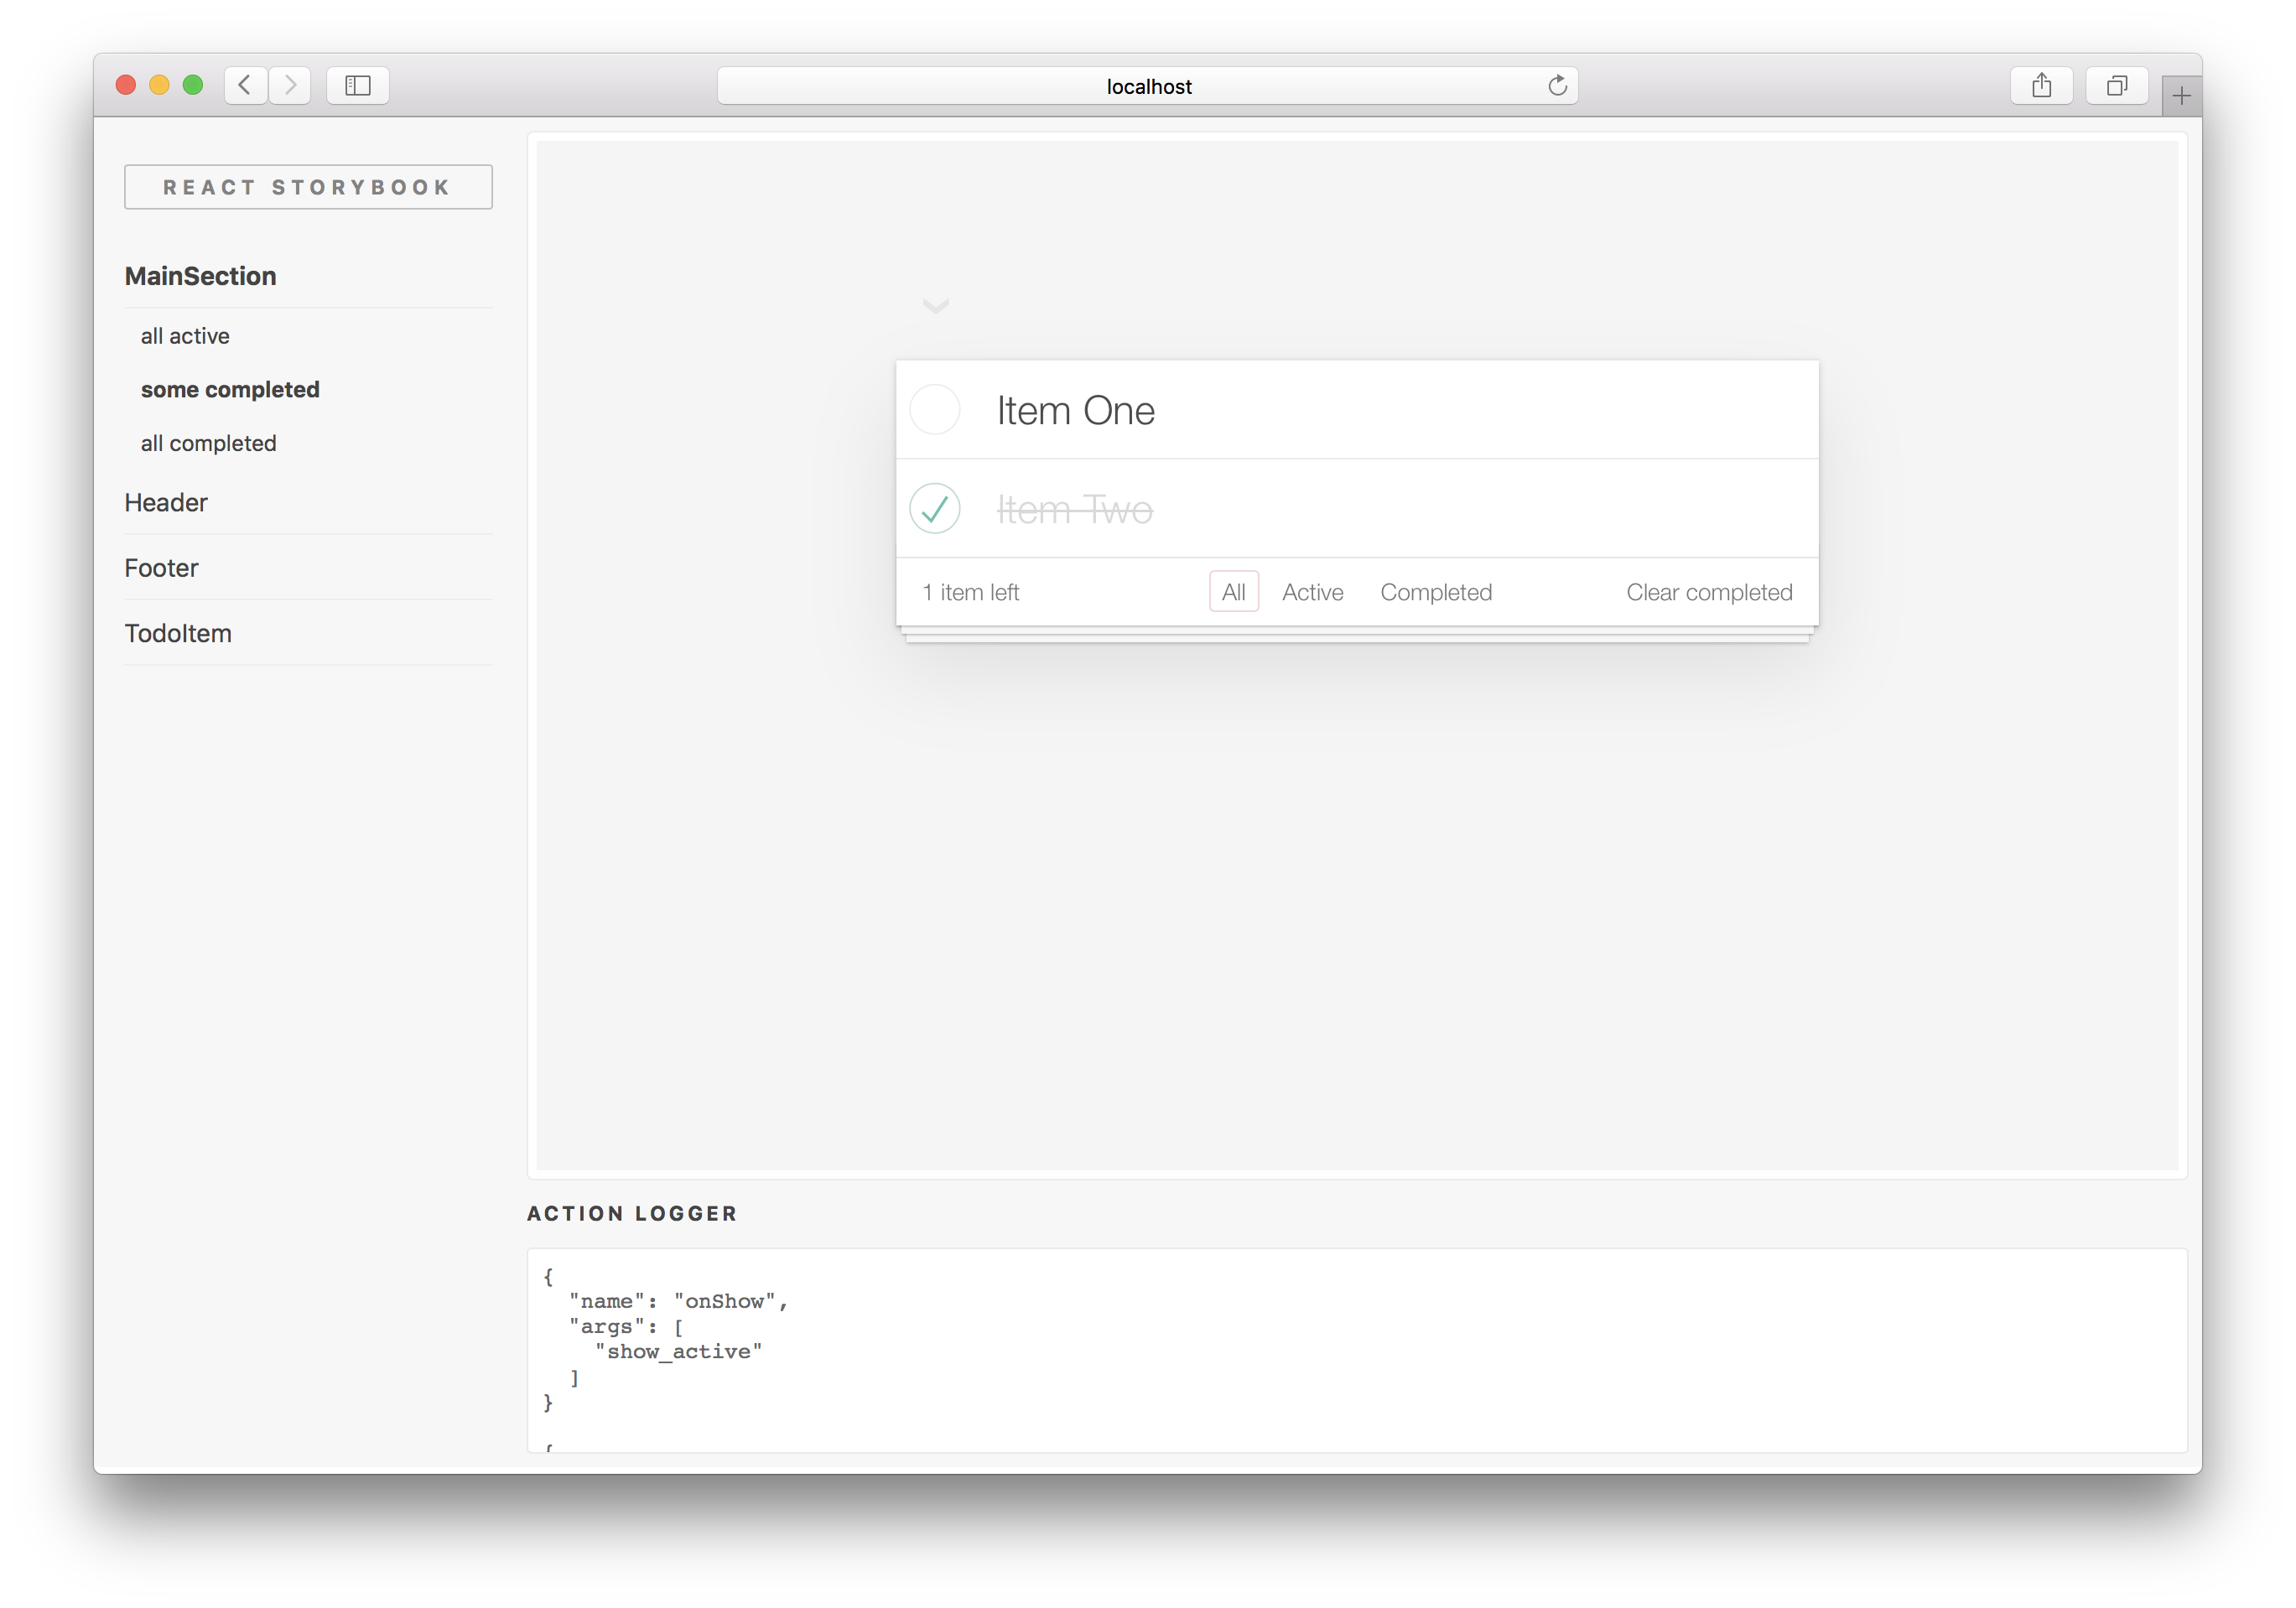 localhost
REACT STORYBOOK
MainSection
all active
some completed
all completed
Header
Footer
TodoItem
Item One
Item Two
1 item left
All
Active
Completed
Clear completed
ACTION LOGGER
{
"name": "onShow",
"args": [
"show_active"
]
}
{